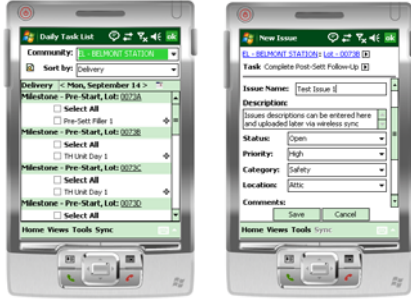 Daily Task List
ok
Community: EL - BELMONT STATION
Sort by: Delivery
Delivery < Mon, September 14 >
Milestone - Pre-Start, Lot: 0073A
Select All
Pre-Sett Filler 1
Milestone - Pre-Start, Lot: 0073B
Select All
TH Unit Day 1
Milestone - Pre-Start, Lot: 0073C
Select All
TH Unit Day 1
Milestone - Pre-Start, Lot: 0073D
Select All
Home Views Tools Sync
New Issue
ok
EL - BELMONT STATION: Lot - 0073B
Task Complete Post-Sett Follow-Up
Issue Name: Test Issue 1
Description:
Issues descriptions can be entered here
and uploaded later via wireless sync
Status: Open
Priority: High
Category: Safety
Location: Attic
Comments:
Save Cancel
Home Views Tools Sync